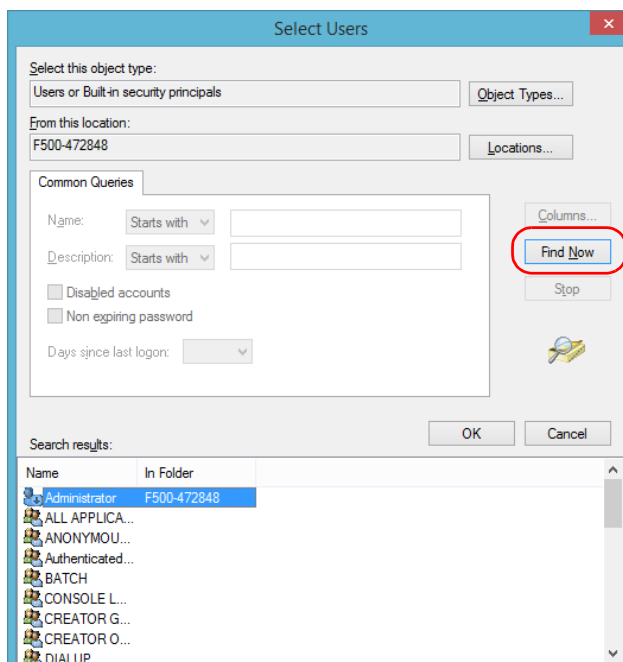 Select Users
Select this object type:
Users or Built-in security principals
Object Types...
From this location:
F500-472848
Locations...
Common Queries
Name:
Starts with
Columns...
Description:
Starts with
Find Now
Disabled accounts
Stop
Non expiring password
Days since last logon:
OK
Cancel
Search results:
Name In Folder
Administrator F500-472848
ALL APPLICA...
ANONYMOU...
Authenticated...
BATCH
CONSOLE L...
CREATOR G...
CREATOR O...
DIALUP